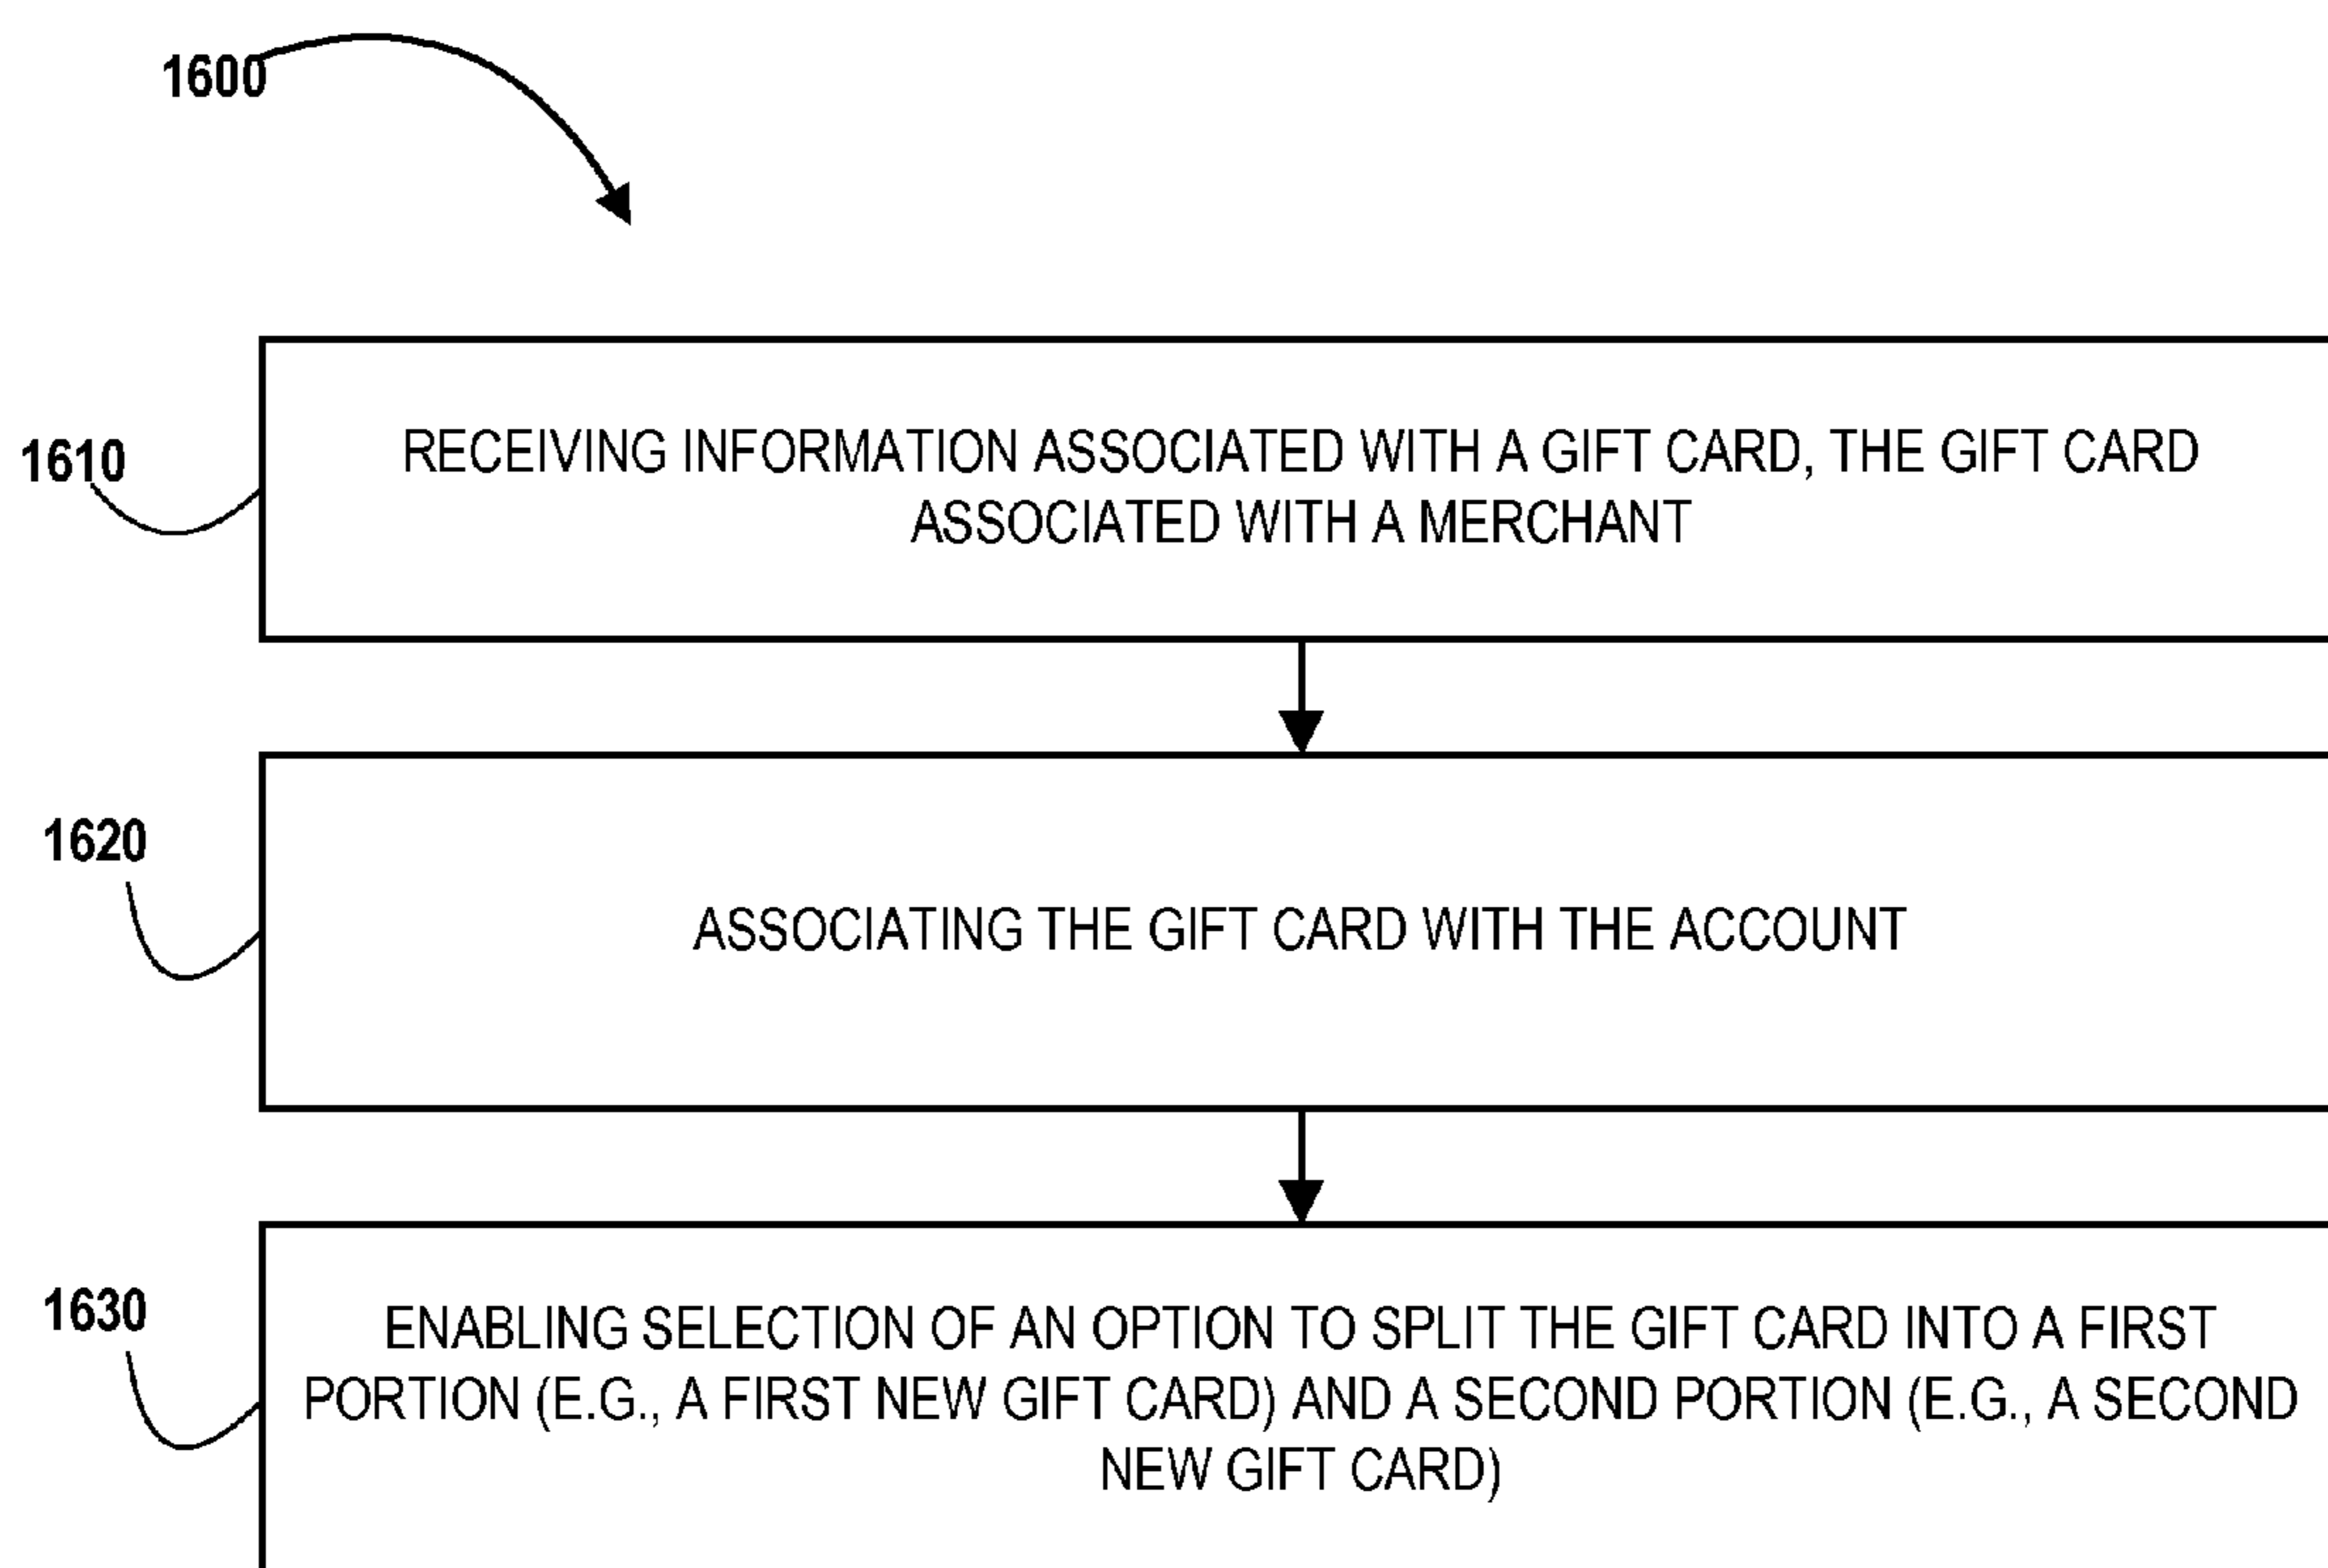 1600
1610
RECEIVING INFORMATION ASSOCIATED WITH A GIFT CARD, THE GIFT CARD
ASSOCIATED WITH A MERCHANT
1620
ASSOCIATING THE GIFT CARD WITH THE ACCOUNT
1630
ENABLING SELECTION OF AN OPTION TO SPLIT THE GIFT CARD INTO A FIRST
PORTION (E.G., A FIRST NEW GIFT CARD) AND A SECOND PORTION (E.G., A SECOND
NEW GIFT CARD)